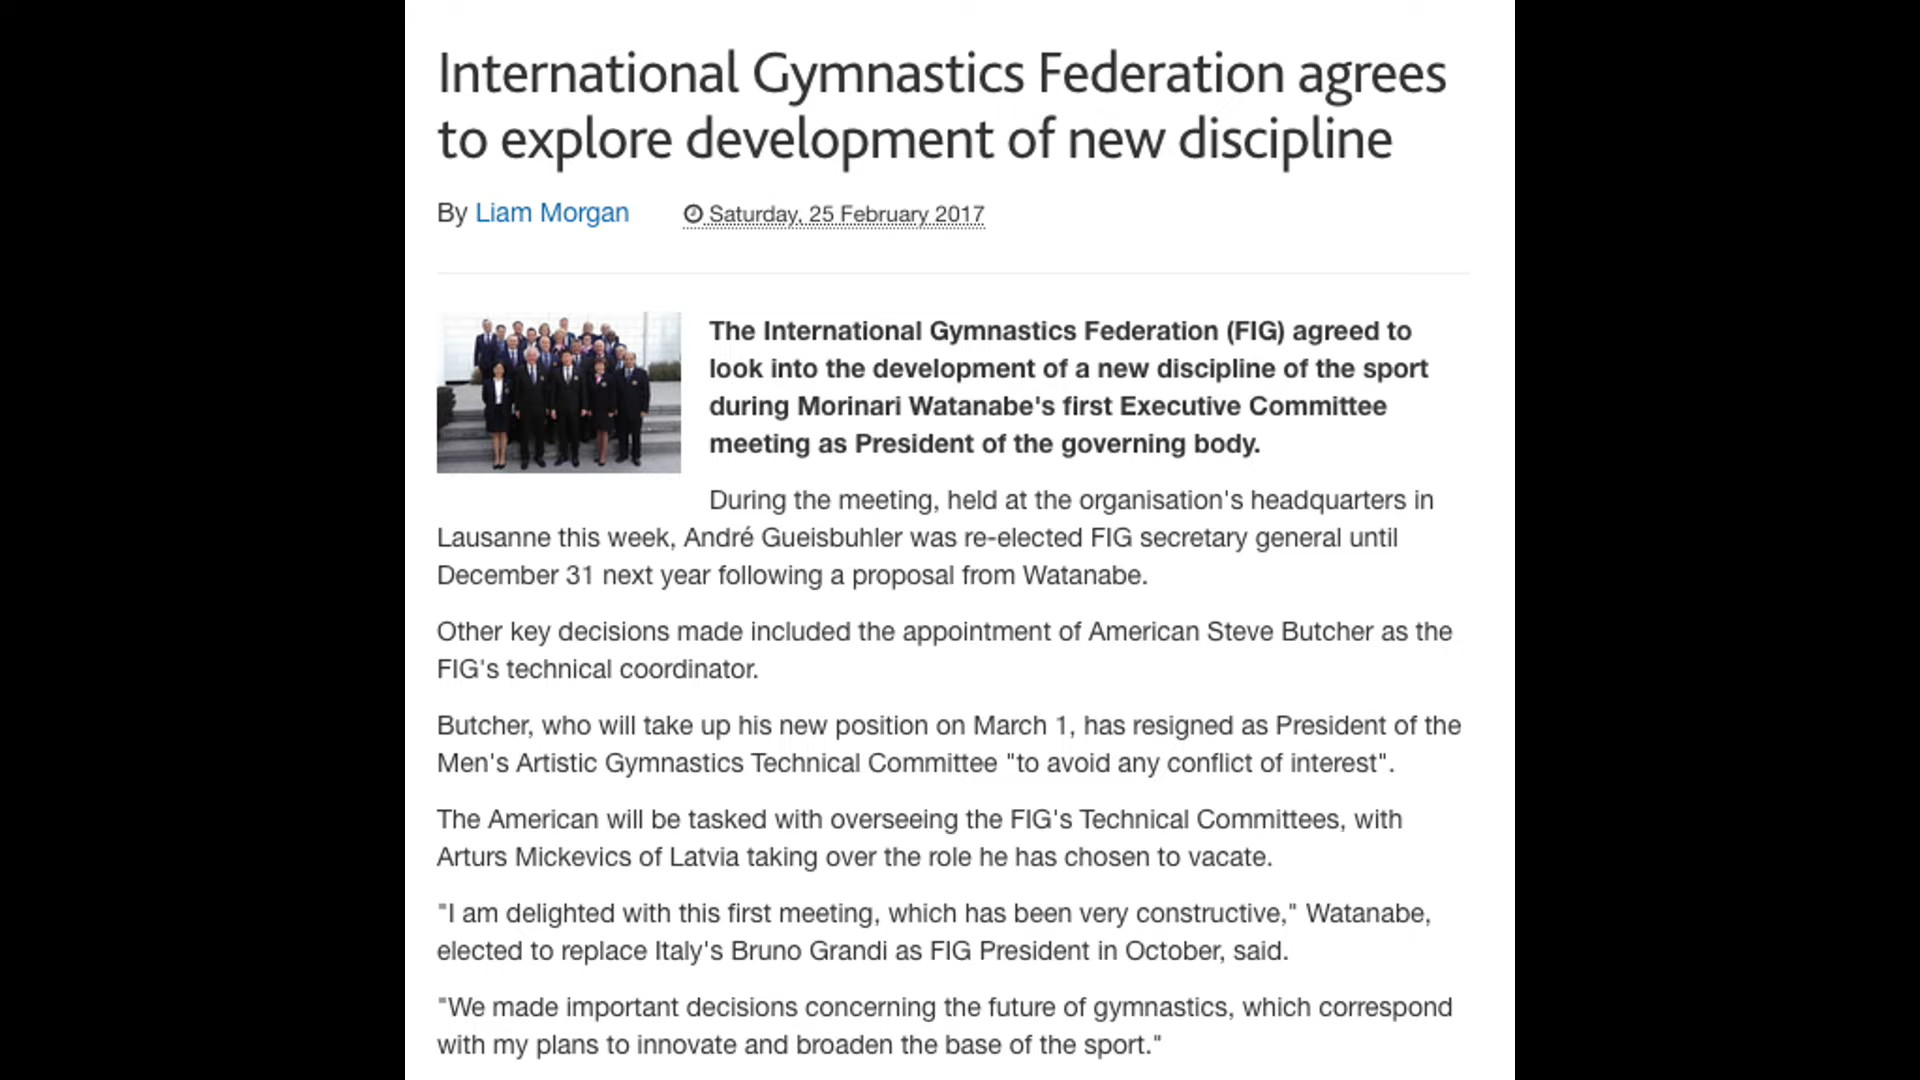 International Gymnastics Federation agrees
to explore development of new discipline
By Liam Morgan Saturday, 25 February 2017
The International Gymnastics Federation (FIG) agreed to
look into the development of a new discipline of the sport
during Morinari Watanabe's first Executive Committee
meeting as President of the governing body.
During the meeting, held at the organisation's headquarters in
Lausanne this week, André Gueisbuhler was re-elected FIG secretary general until
December 31 next year following a proposal from Watanabe.
Other key decisions made included the appointment of American Steve Butcher as the
FIG's technical coordinator.
Butcher, who will take up his new position on March 1, has resigned as President of the
Men's Artistic Gymnastics Technical Committee "to avoid any conflict of interest".
The American will be tasked with overseeing the FIG's Technical Committees, with
Arturs Mickevics of Latvia taking over the role he has chosen to vacate.
"I am delighted with this first meeting, which has been very constructive," Watanabe,
elected to replace Italy's Bruno Grandi as FIG President in October, said.
"We made important decisions concerning the future of gymnastics, which correspond
with my plans to innovate and broaden the base of the sport."